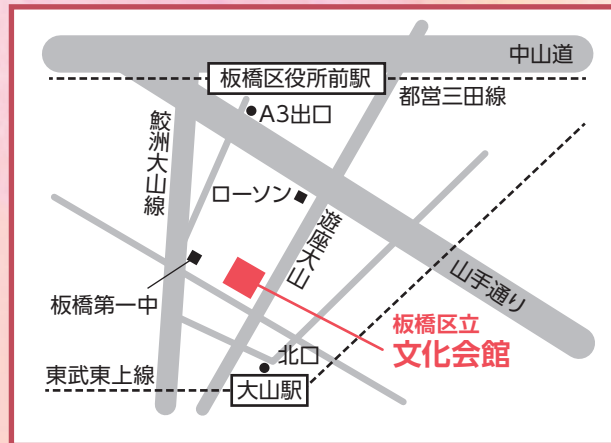 中山道
板橋区役所前駅
都営三田線
A3出口
鮫洲大山線
ローソン
遊座大山
山手通り
板橋第一中
板橋区立
文化会館
北口
東武東上線
大山駅